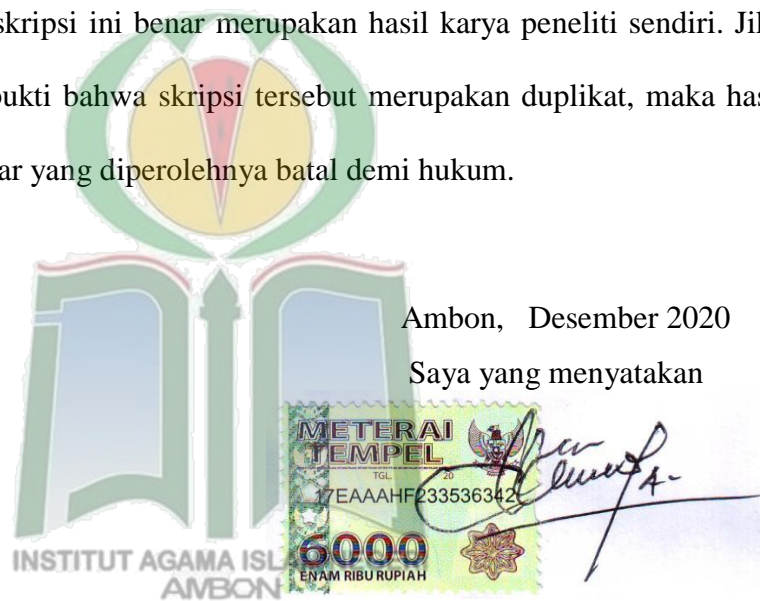 skripsi ini benar merupakan hasil karya peneliti sendiri. Jil
bukti bahwa skripsi tersebut merupakan duplikat, maka has
ar yang diperolehnya batal demi hukum.
Ambon, Desember 2020
Saya yang menyatakan
METERAI
TEMPEL
TGL. 20
17EAAAHF233536342
6000
ENAM RIBU RUPIAH
INSTITUT AGAMA ISL
AMBON